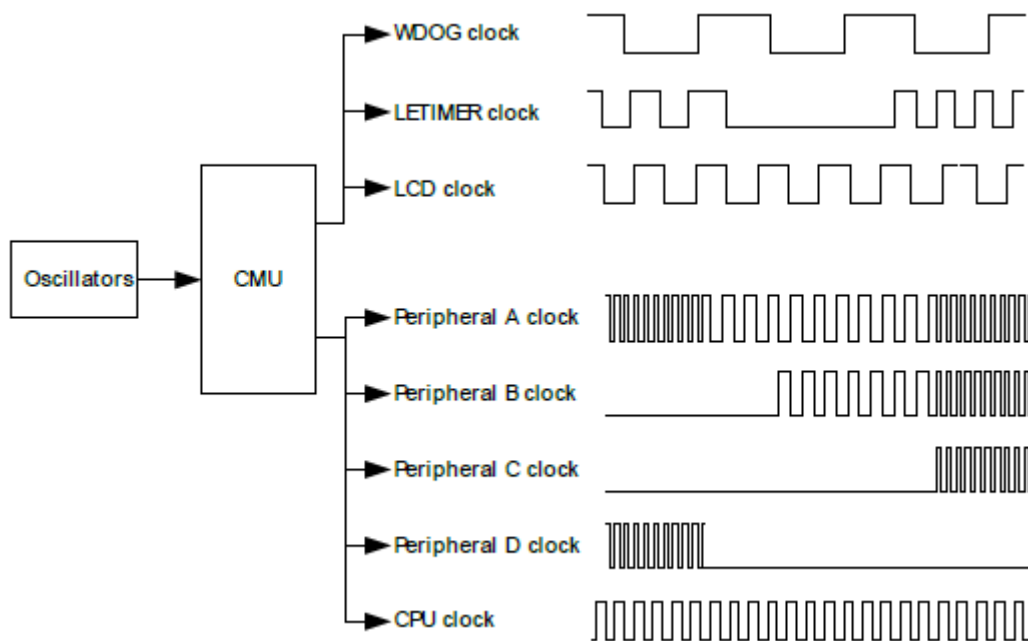 WDOG clock
LETIMER clock
LCD clock
Oscillators
CMU
Peripheral A clock
Peripheral B clock
Peripheral C clock
Peripheral D clock
CPU clock